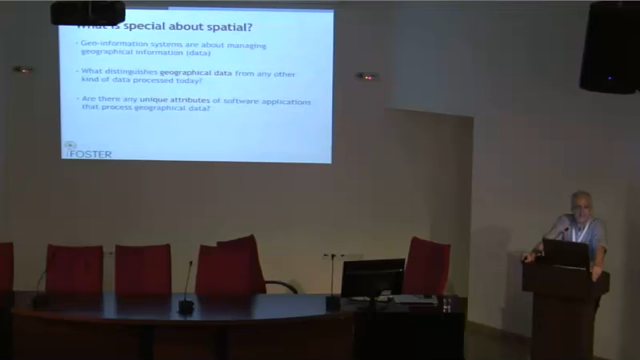 What is special about spatial?
• Geo-information systems are about managing
geographical information (data)
• What distinguishes geographical data from any other
kind of data processed today?
• Are there any unique attributes of software applications
that process geographical data?
FOSTER